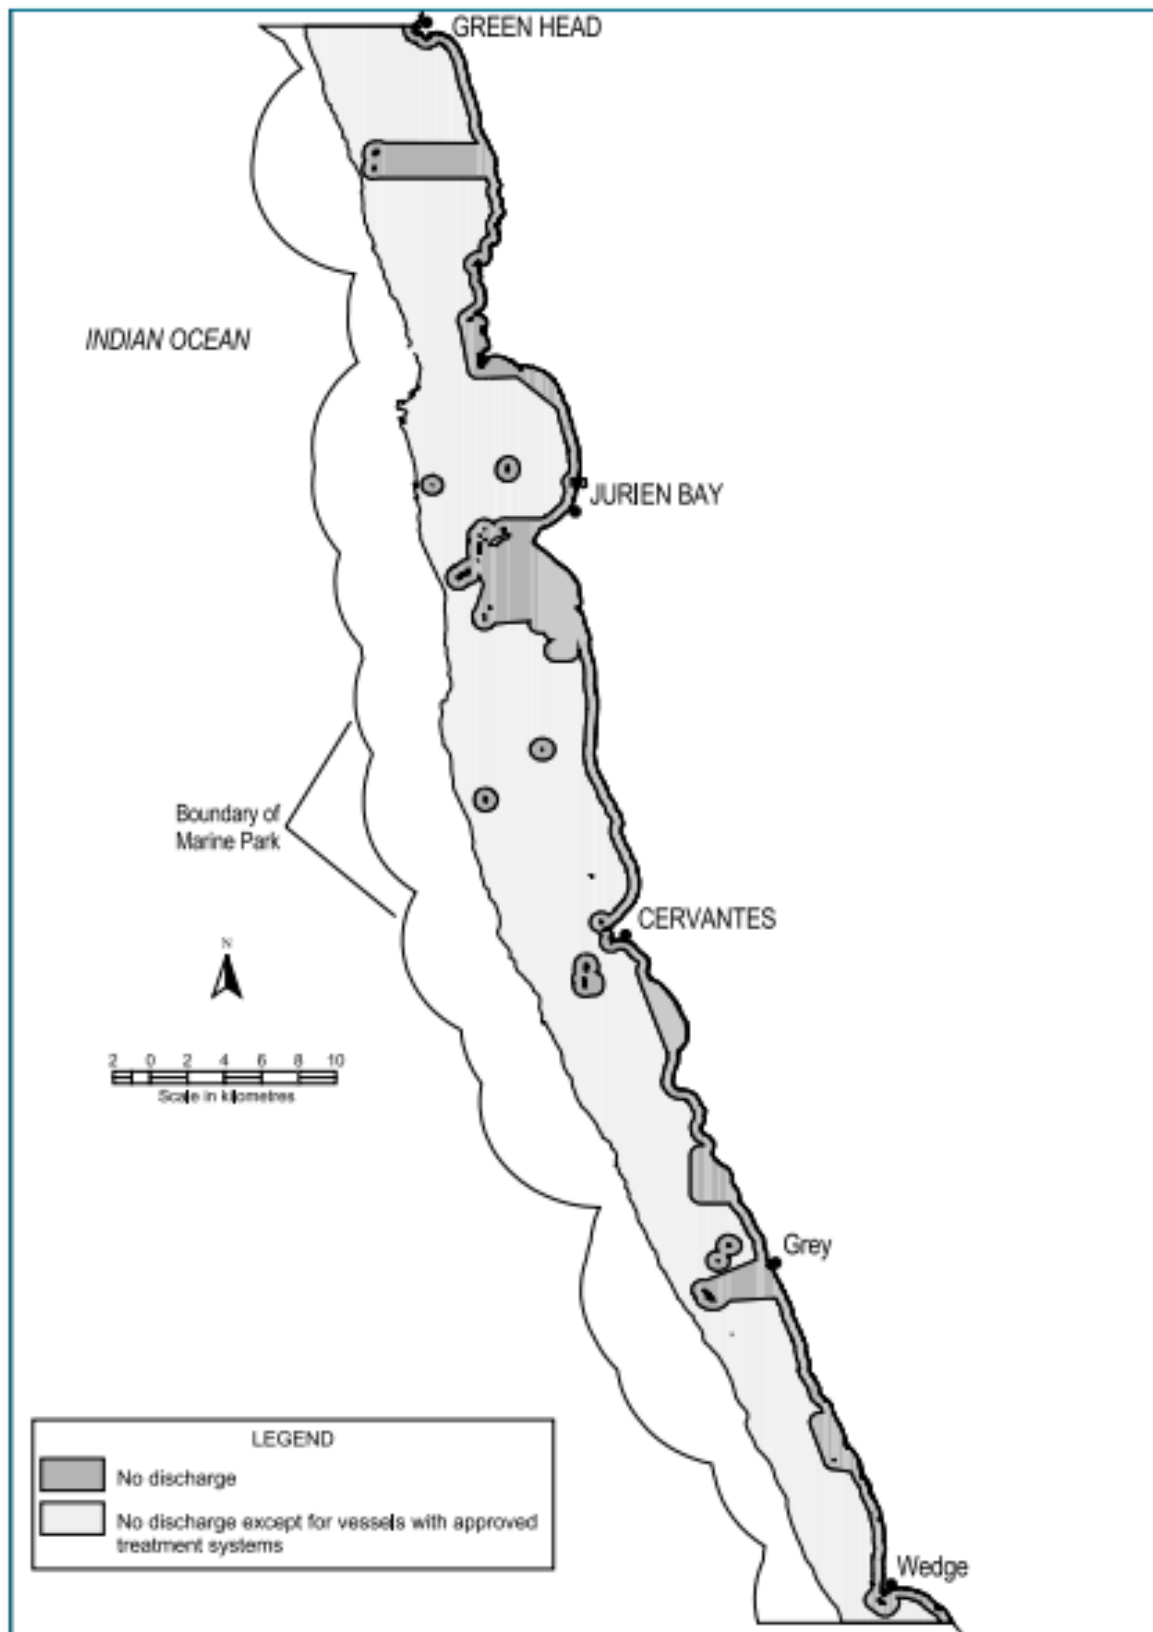 GREEN HEAD
INDIAN OCEAN
JURIEN BAY
Boundary of
Marine Park
CERVANTES
N
2 0 2 4 6 8 10
Scale in kilometres
Grey
LEGEND
No discharge
No discharge except for vessels with approved
treatment systems
Wedge